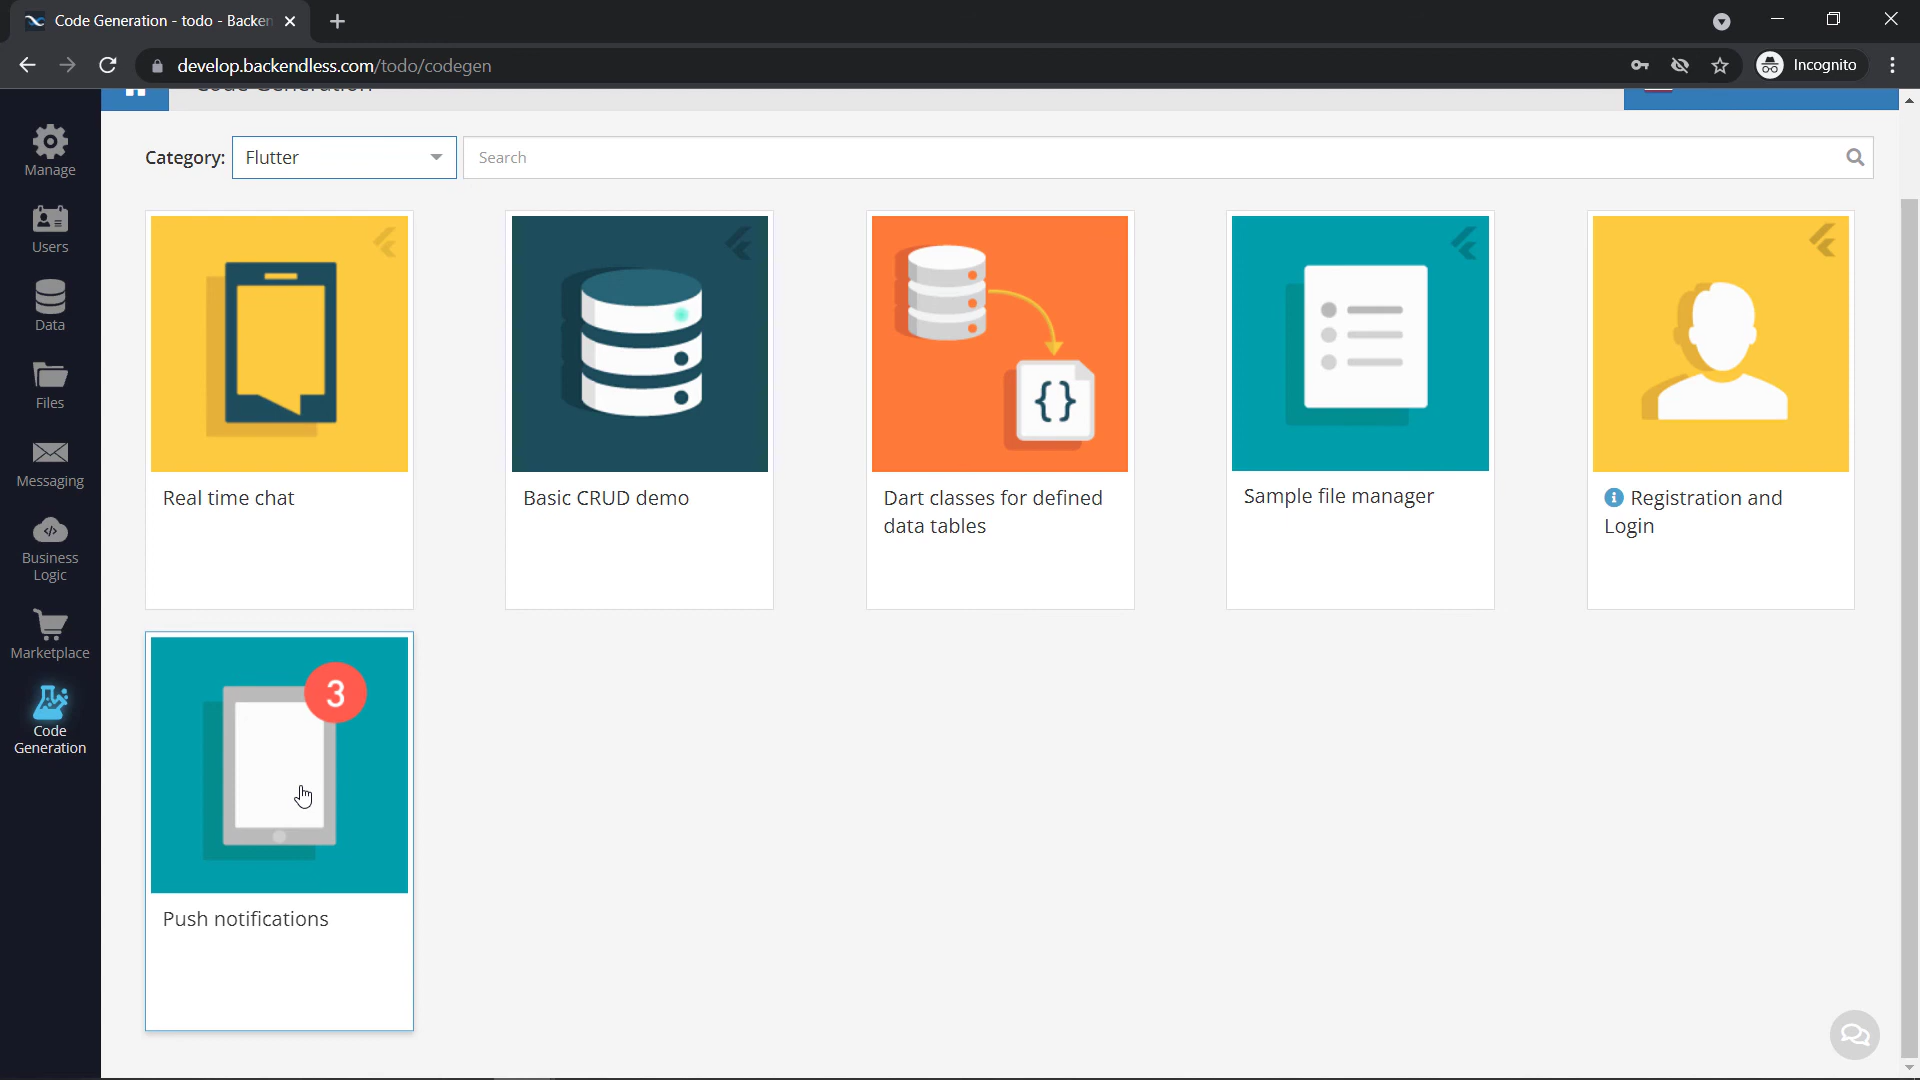 Code Generation - todo - Backen
develop.backendless.com/todo/codegen
Incognito
Code Generation
Manage
Users
Data
Files
Messaging
Business
Logic
Marketplace
Code
Generation
Category:
Flutter
Search
Real time chat
Basic CRUD demo
{}
Dart classes for defined
data tables
Sample file manager
Registration and
Login
3
Push notifications